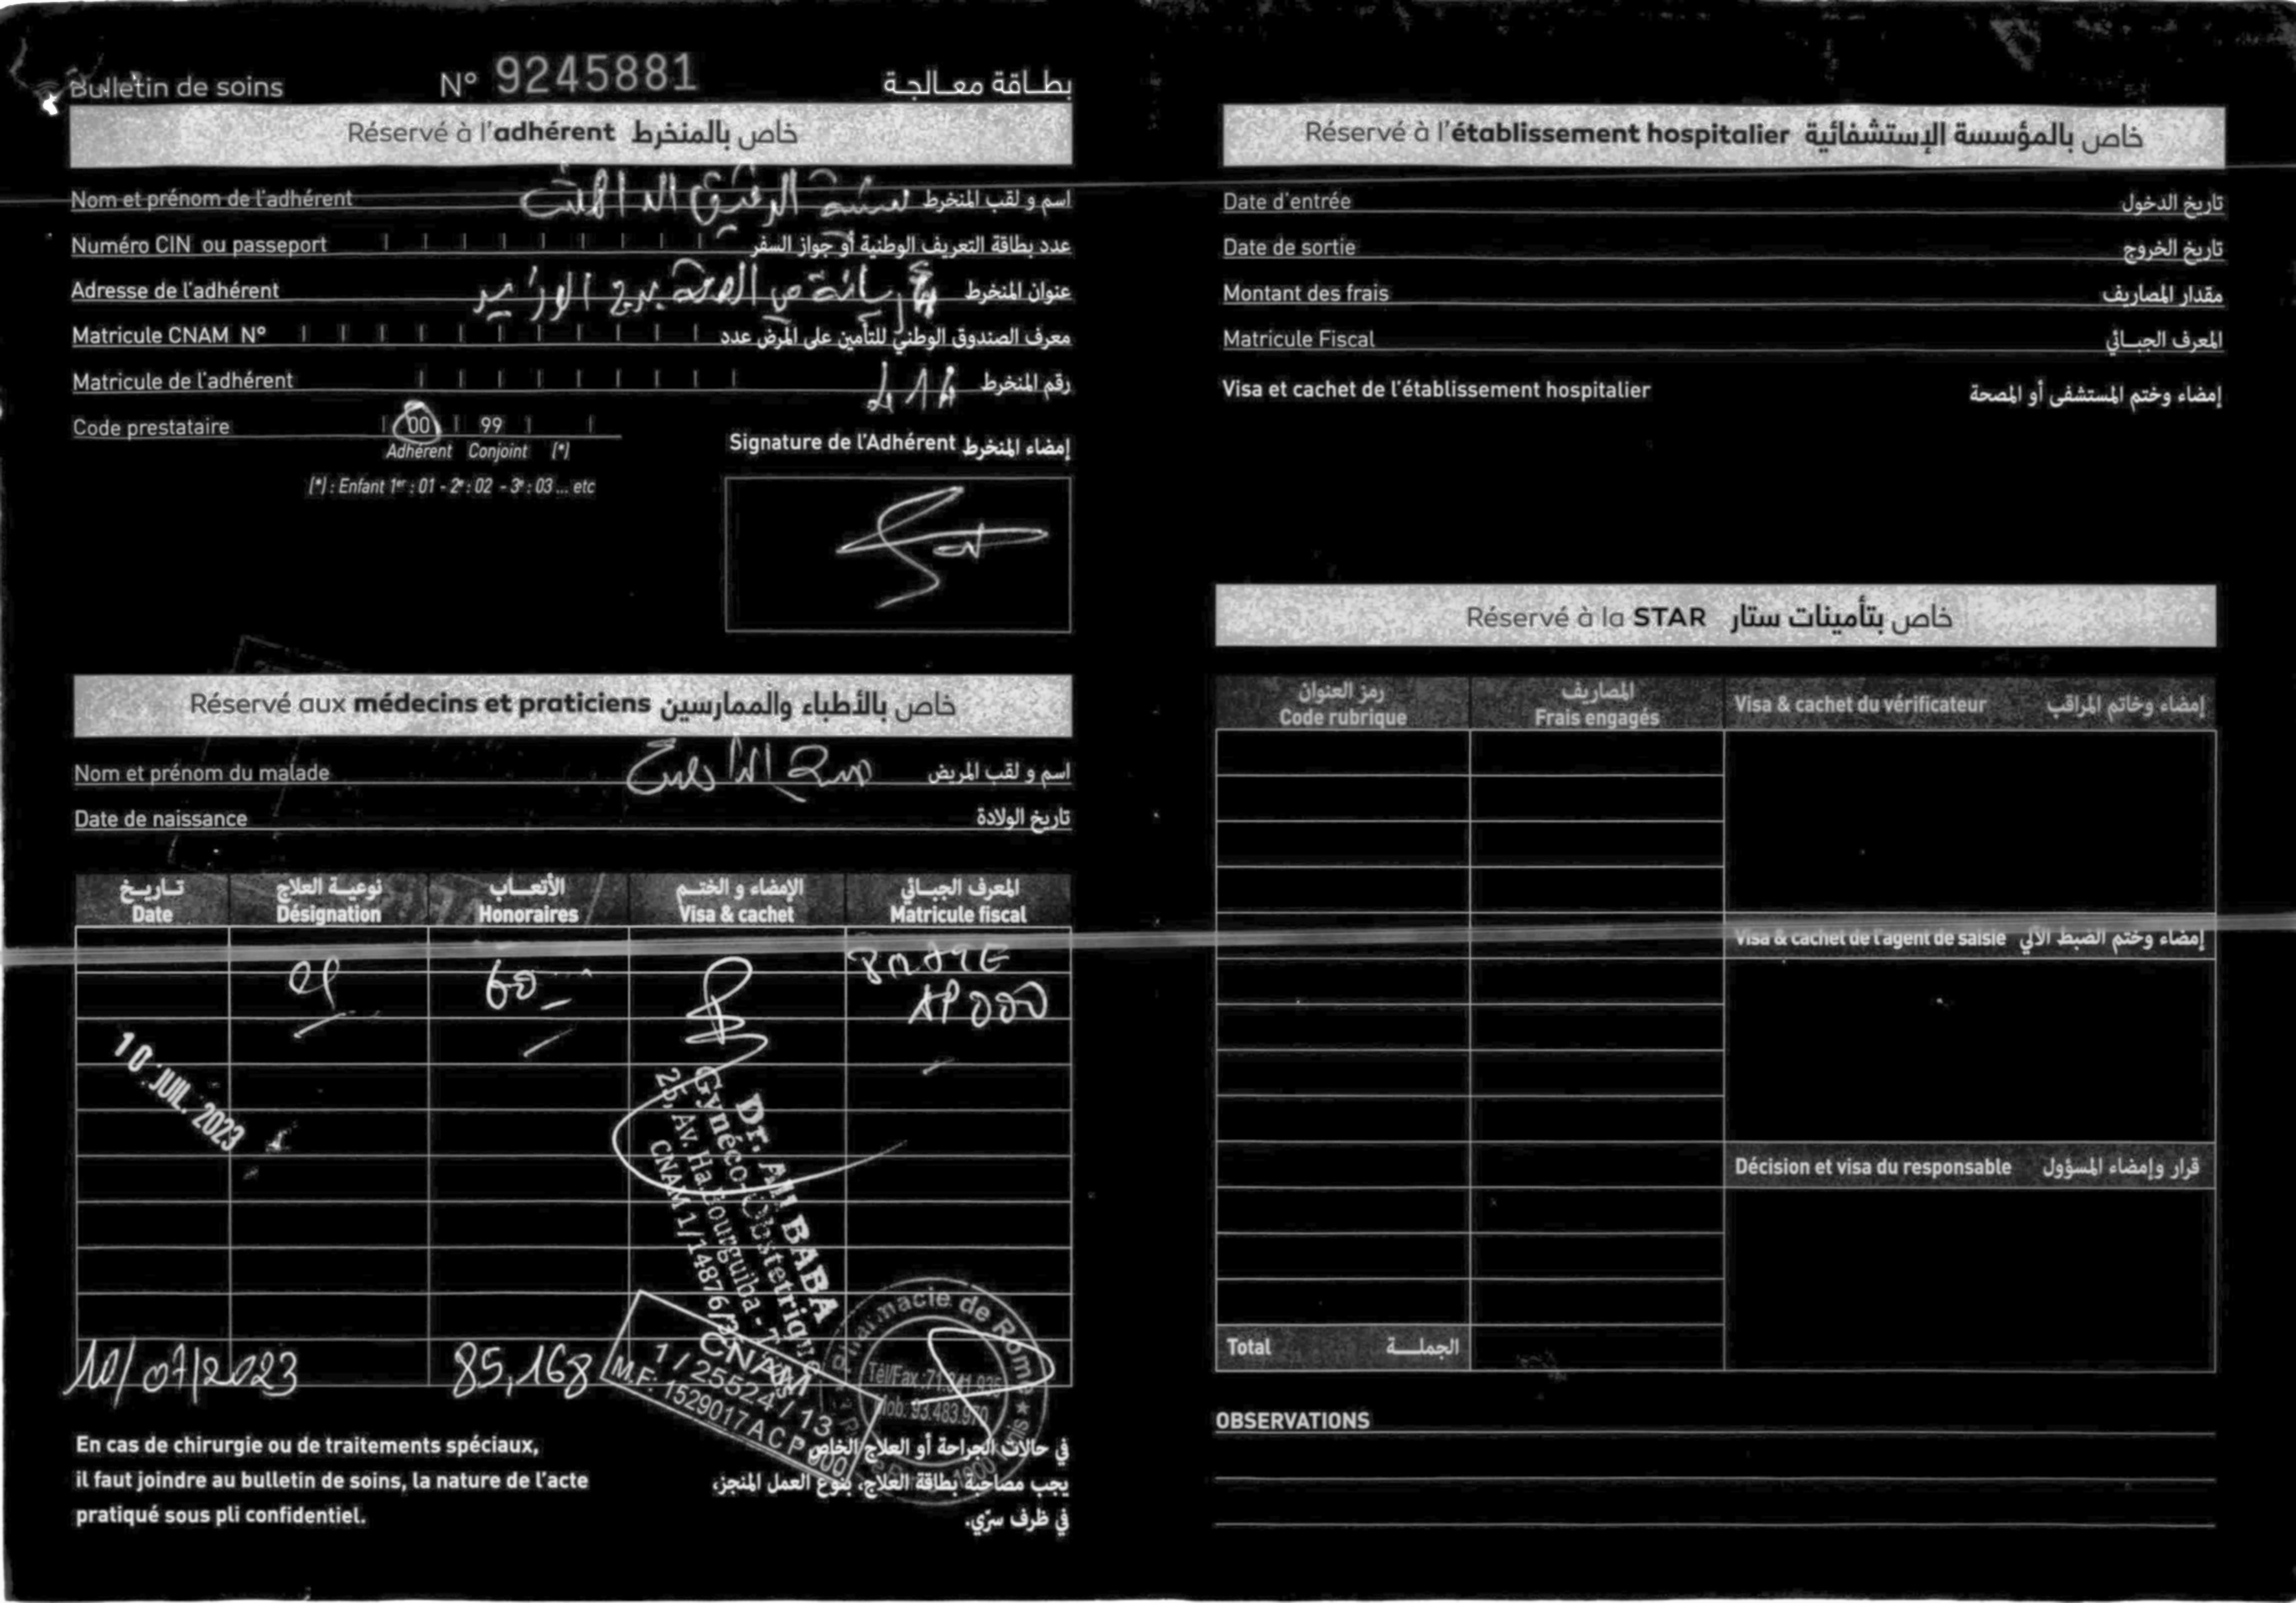 Bulletin de soins N° 9245881 بطاقة معالجة
Réservé à l'adhérent خاص بالمنخرط
Nom et prénom de l'adhérent اسم و لقب المنخرط
Numéro CIN ou passeport عدد بطاقة التعريف الوطنية أو جواز السفر
Adresse de l'adhérent عنوان المنخرط
Matricule CNAM N° معرف الصندوق الوطني للتأمين على المرض عدد
Matricule de l'adhérent رقم المنخرط
Code prestataire 00 99
Adhérent Conjoint (*)
(*) : Enfant 1er : 01 - 2e : 02 - 3e : 03 ... etc
Signature de l'Adhérent إمضاء المنخرط
Réservé aux médecins et praticiens خاص بالأطباء والممارسين
Nom et prénom du malade اسم و لقب المريض
Date de naissance تاريخ الولادة
تاريخ نوعية العلاج الأتعاب الإمضاء و الختم المعرف الجبائي
Date Désignation Honoraires Visa & cachet Matricule fiscal
60
AP000
10 JUIL. 2023
Dr. Ali BABA
Gynéco-Obstetrique
25, Av. Ha. Bourguiba -
CNAM 1/14876/
10/07/2023 85,168
CNAM
1 / 25524 / 13
M.F: 1529017 A C P 000
Pharmacie de Rome
Tél/Fax.:71.341.935
Mob: 93.483.970
En cas de chirurgie ou de traitements spéciaux,
il faut joindre au bulletin de soins, la nature de l'acte
pratiqué sous pli confidentiel.
في حالات الجراحة أو العلاج الخاص
يجب مصاحبة بطاقة العلاج، بنوع العمل المنجز،
في ظرف سرّي.
Réservé à l'établissement hospitalier خاص بالمؤسسة الإستشفائية
Date d'entrée تاريخ الدخول
Date de sortie تاريخ الخروج
Montant des frais مقدار المصاريف
Matricule Fiscal المعرف الجبائي
Visa et cachet de l'établissement hospitalier إمضاء وختم المستشفى أو المصحة
Réservé à la STAR خاص بتأمينات ستار
رمز العنوان المصاريف
Code rubrique Frais engagés Visa & cachet du vérificateur إمضاء وخاتم المراقب
Visa & cachet de l'agent de saisie إمضاء وختم الضبط الآلي
Décision et visa du responsable قرار وإمضاء المسؤول
Total الجملة
OBSERVATIONS